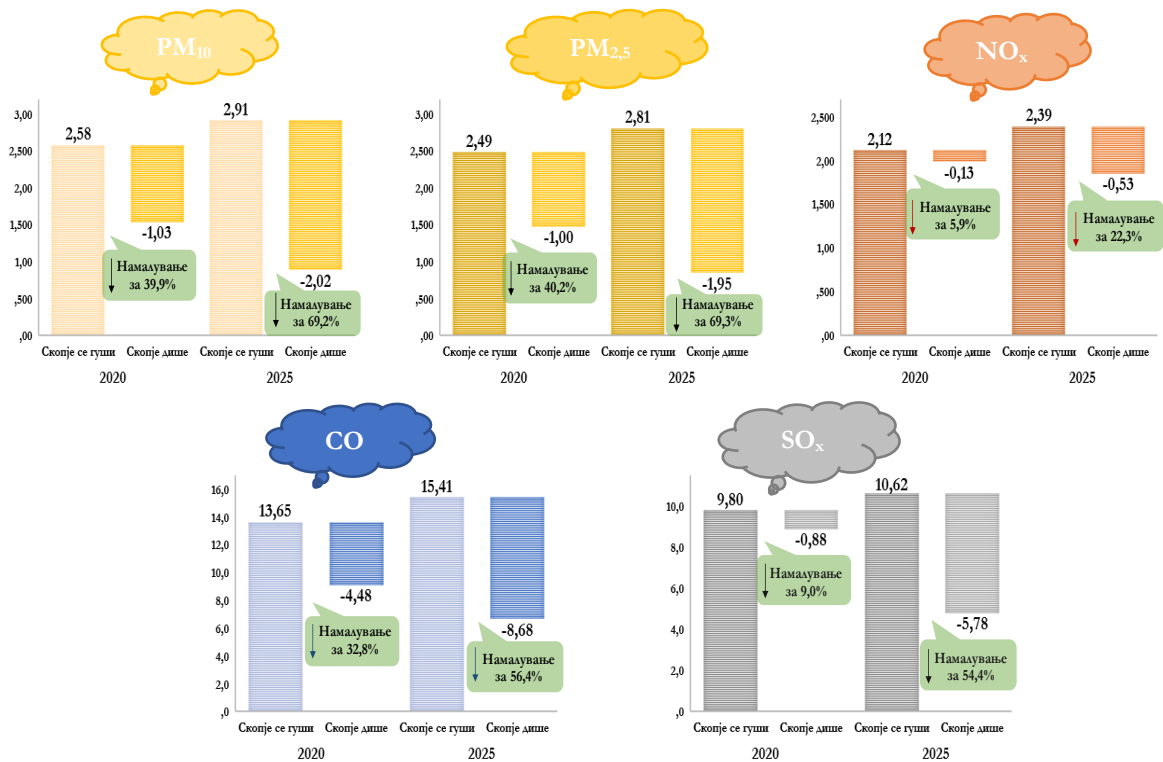 PM10
PM2,5
NOx
3,00
2,500
2,00
1,500
1,00
,500
,00
2,58
-1,03
2,91
-2,02
Намалување
за 39,9%
Намалување
за 69,2%
Скопје се гуши
Скопје дише
Скопје се гуши
Скопје дише
2020
2025
3,00
2,500
2,00
1,500
1,00
,500
,00
2,49
-1,00
2,81
-1,95
Намалување
за 40,2%
Намалување
за 69,3%
Скопје се гуши
Скопје дише
Скопје се гуши
Скопје дише
2020
2025
2,500
2,00
1,500
1,00
,500
,00
2,12
-0,13
2,39
-0,53
Намалување
за 5,9%
Намалување
за 22,3%
Скопје се гуши
Скопје дише
Скопје се гуши
Скопје дише
2020
2025
CO
SOx
16,0
14,0
12,0
10,0
8,0
6,0
4,0
2,0
,0
13,65
-4,48
15,41
-8,68
Намалување
за 32,8%
Намалување
за 56,4%
Скопје се гуши
Скопје дише
Скопје се гуши
Скопје дише
2020
2025
10,0
8,0
6,0
4,0
2,0
,0
9,80
-0,88
10,62
-5,78
Намалување
за 9,0%
Намалување
за 54,4%
Скопје се гуши
Скопје дише
Скопје се гуши
Скопје дише
2020
2025